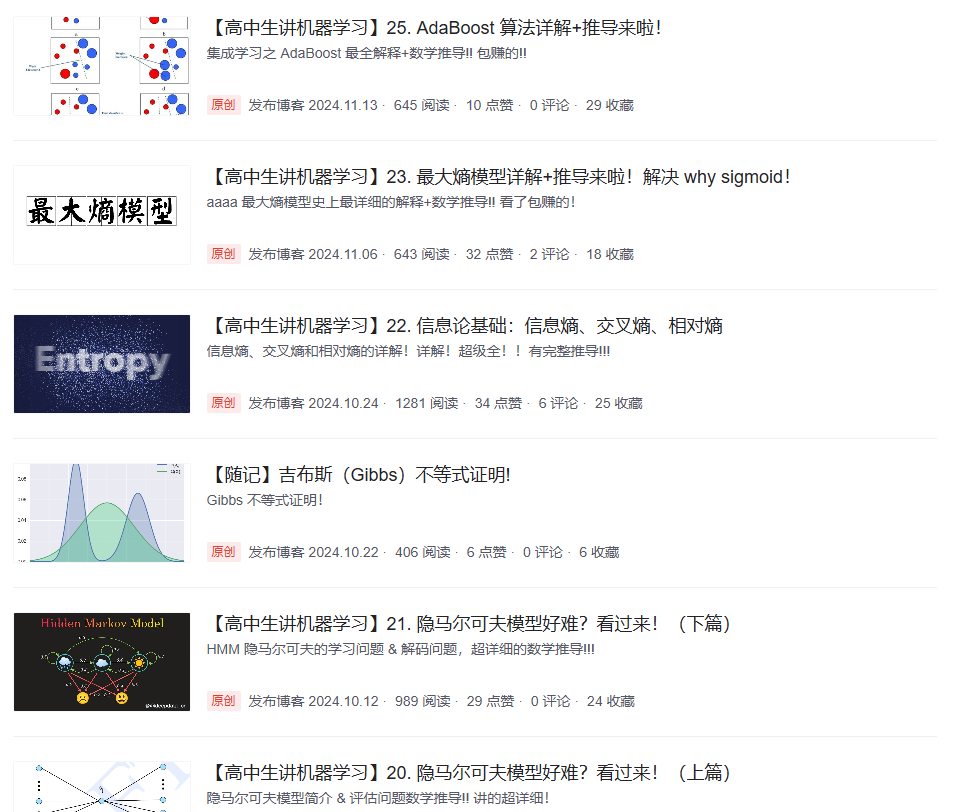 【高中生讲机器学习】25. AdaBoost 算法详解+推导来啦！
集成学习之 AdaBoost 最全解释+数学推导!! 包赚的!!
原创 发布博客 2024.11.13 · 645 阅读 · 10 点赞 · 0 评论 · 29 收藏
【高中生讲机器学习】23. 最大熵模型详解+推导来啦！解决 why sigmoid！
aaaa 最大熵模型史上最详细的解释+数学推导!! 看了包赚的！
最大熵模型
原创 发布博客 2024.11.06 · 643 阅读 · 32 点赞 · 2 评论 · 18 收藏
【高中生讲机器学习】22. 信息论基础：信息熵、交叉熵、相对熵
信息熵、交叉熵和相对熵的详解！详解！超级全！！有完整推导!!!
Entropy
原创 发布博客 2024.10.24 · 1281 阅读 · 34 点赞 · 6 评论 · 25 收藏
【随记】吉布斯（Gibbs）不等式证明!
Gibbs 不等式证明！
原创 发布博客 2024.10.22 · 406 阅读 · 6 点赞 · 0 评论 · 6 收藏
Hidden Markov Model
【高中生讲机器学习】21. 隐马尔可夫模型好难？看过来！（下篇）
HMM 隐马尔可夫的学习问题 & 解码问题，超详细的数学推导!!!
原创 发布博客 2024.10.12 · 989 阅读 · 29 点赞 · 0 评论 · 24 收藏
【高中生讲机器学习】20. 隐马尔可夫模型好难？看过来！（上篇）
隐马尔可夫模型简介 & 评估问题数学推导!! 讲的超详细！